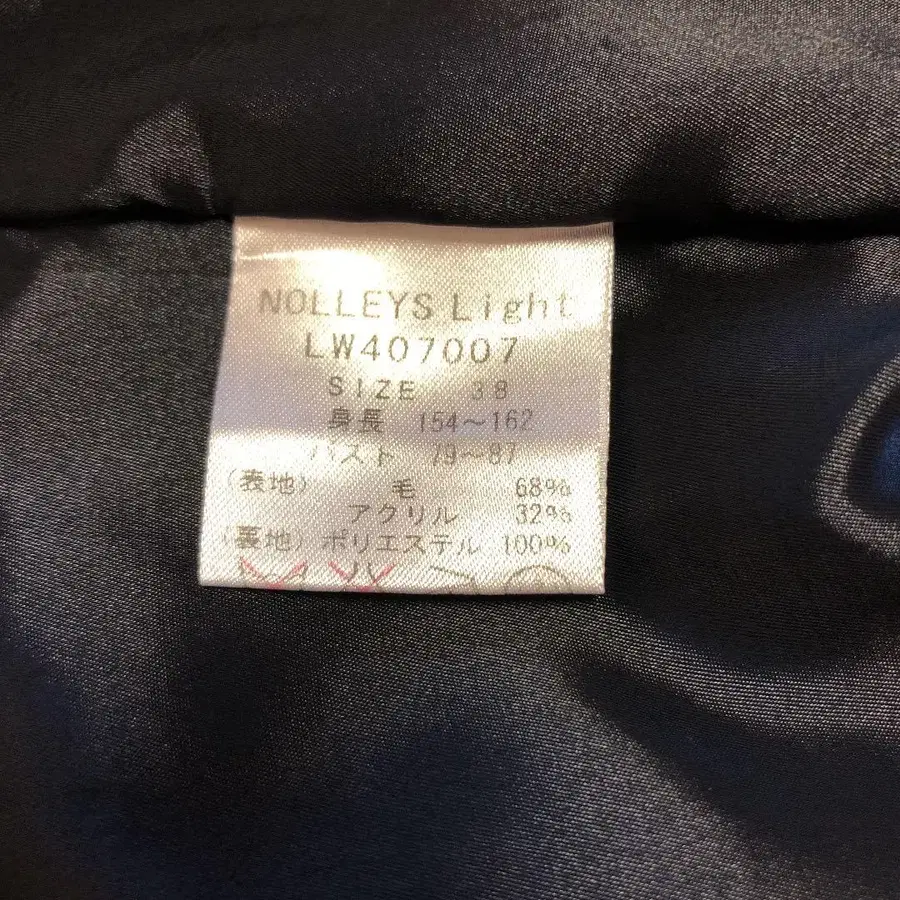 NOLLEYS Light
LW407007
SIZE 38
身長 154～162
バスト 79～87
(表地) 毛 68%
アクリル 32%
(裏地) ポリエステル 100%